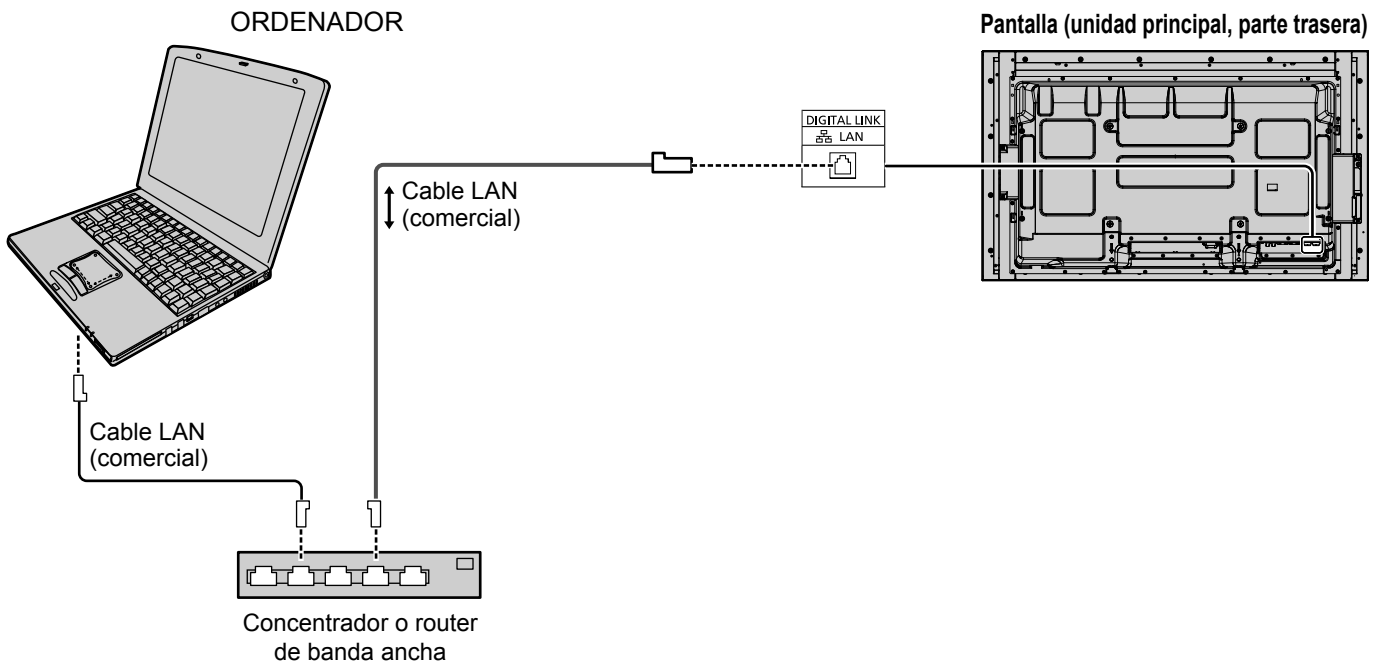 ORDENADOR
Pantalla (unidad principal, parte trasera)
DIGITAL LINK
LAN
Cable LAN
(comercial)
Cable LAN
(comercial)
Concentrador o router
de banda ancha